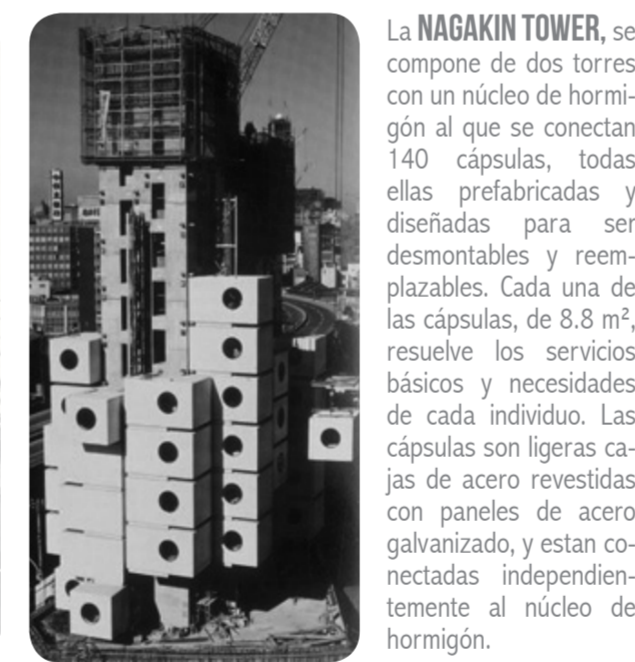 La NAGAKIN TOWER, se
compone de dos torres
con un núcleo de hormi-
gón al que se conectan
140 cápsulas, todas
ellas prefabricadas y
diseñadas para ser
desmontables y reem-
plazables. Cada una de
las cápsulas, de 8.8 m²,
resuelve los servicios
básicos y necesidades
de cada individuo. Las
cápsulas son ligeras ca-
jas de acero revestidas
con paneles de acero
galvanizado, y estan co-
nectadas independien-
temente al núcleo de
hormigón.